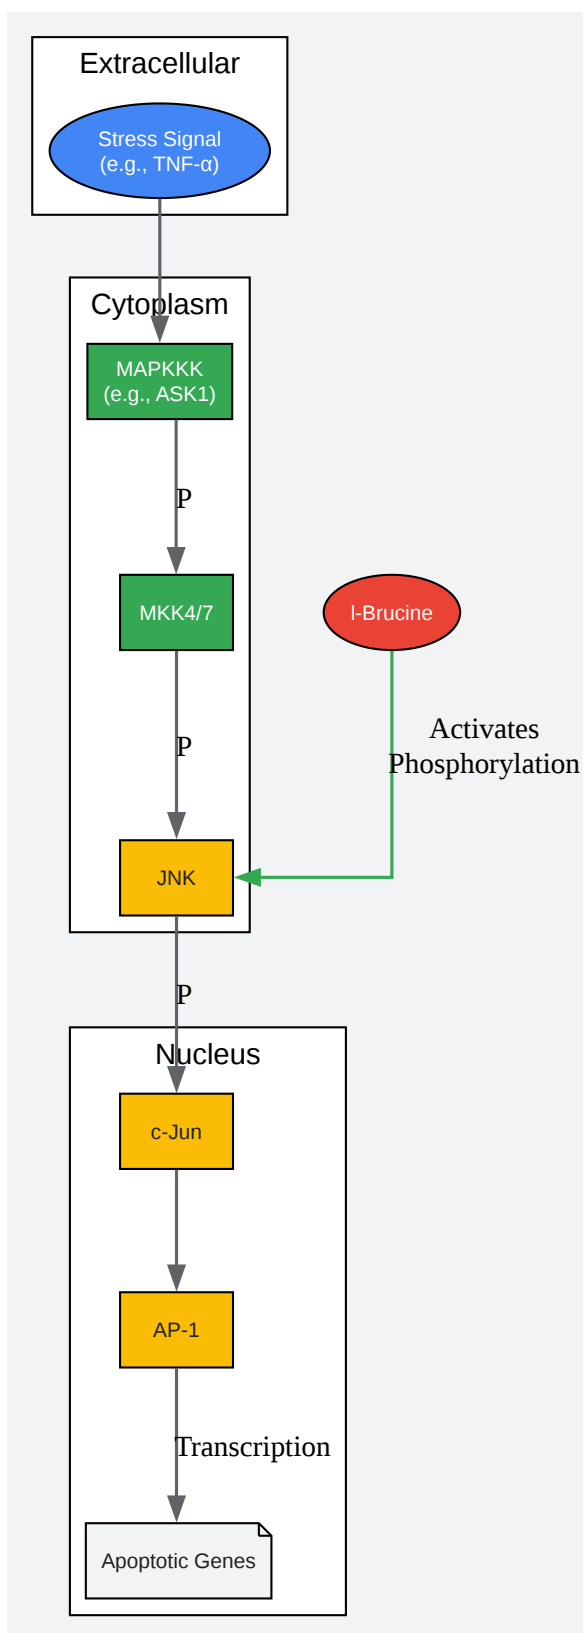 Extracellular
Stress Signal
(e.g., TNF-α)
Cytoplasm
MAPKKK
(e.g., ASK1)
P
MKK4/7
l-Brucine
Activates
Phosphorylation
P
JNK
P
Nucleus
c-Jun
AP-1
Transcription
Apoptotic Genes